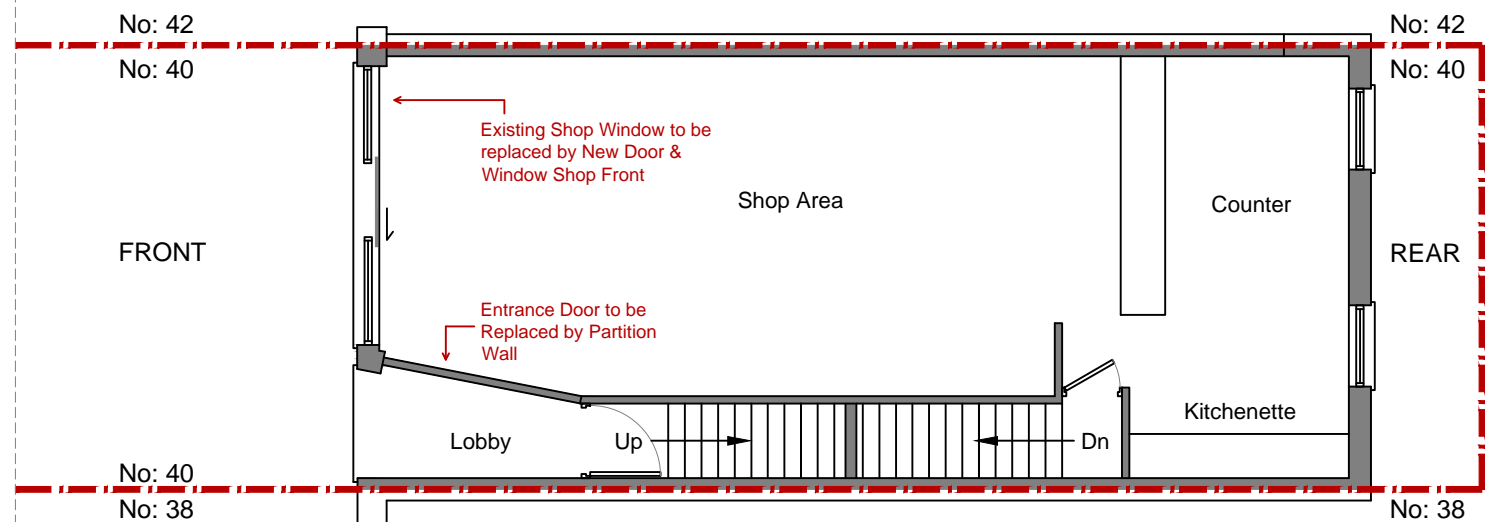 No: 42
No: 42
No: 40
No: 40
Existing Shop Window to be
replaced by New Door &
Window Shop Front
Shop Area
Counter
FRONT
REAR
Entrance Door to be
Replaced by Partition
Wall
Kitchenette
Lobby
Up
Dn
No: 40
No: 40
No: 38
No: 38